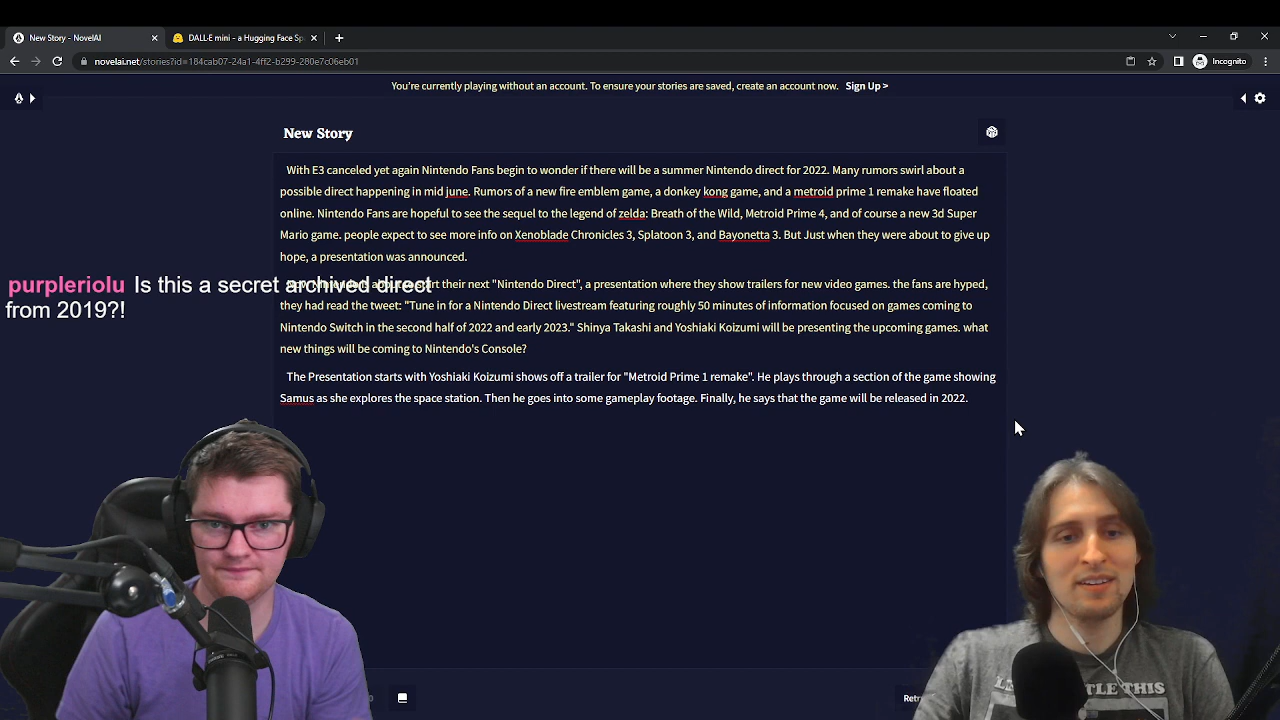 New Story - NovelAI
DALL·E mini - a Hugging Face Sp
novelai.net/stories?id=184cab07-24a1-4ff2-b299-280e7c06eb01
Incognito
You're currently playing without an account. To ensure your stories are saved, create an account now. Sign Up >
New Story
With E3 canceled yet again Nintendo Fans begin to wonder if there will be a summer Nintendo direct for 2022. Many rumors swirl about a
possible direct happening in mid june. Rumors of a new fire emblem game, a donkey kong game, and a metroid prime 1 remake have floated
online. Nintendo Fans are hopeful to see the sequel to the legend of zelda: Breath of the Wild, Metroid Prime 4, and of course a new 3d Super
Mario game. people expect to see more info on Xenoblade Chronicles 3, Splatoon 3, and Bayonetta 3. But Just when they were about to give up
hope, a presentation was announced.
purpleriolu Is this a secret archived direct
from 2019?!
start their next "Nintendo Direct", a presentation where they show trailers for new video games. the fans are hyped,
they had read the tweet: "Tune in for a Nintendo Direct livestream featuring roughly 50 minutes of information focused on games coming to
Nintendo Switch in the second half of 2022 and early 2023." Shinya Takashi and Yoshiaki Koizumi will be presenting the upcoming games. what
new things will be coming to Nintendo's Console?
The Presentation starts with Yoshiaki Koizumi shows off a trailer for "Metroid Prime 1 remake". He plays through a section of the game showing
Samus as she explores the space station. Then he goes into some gameplay footage. Finally, he says that the game will be released in 2022.
Retr
TLE THIS